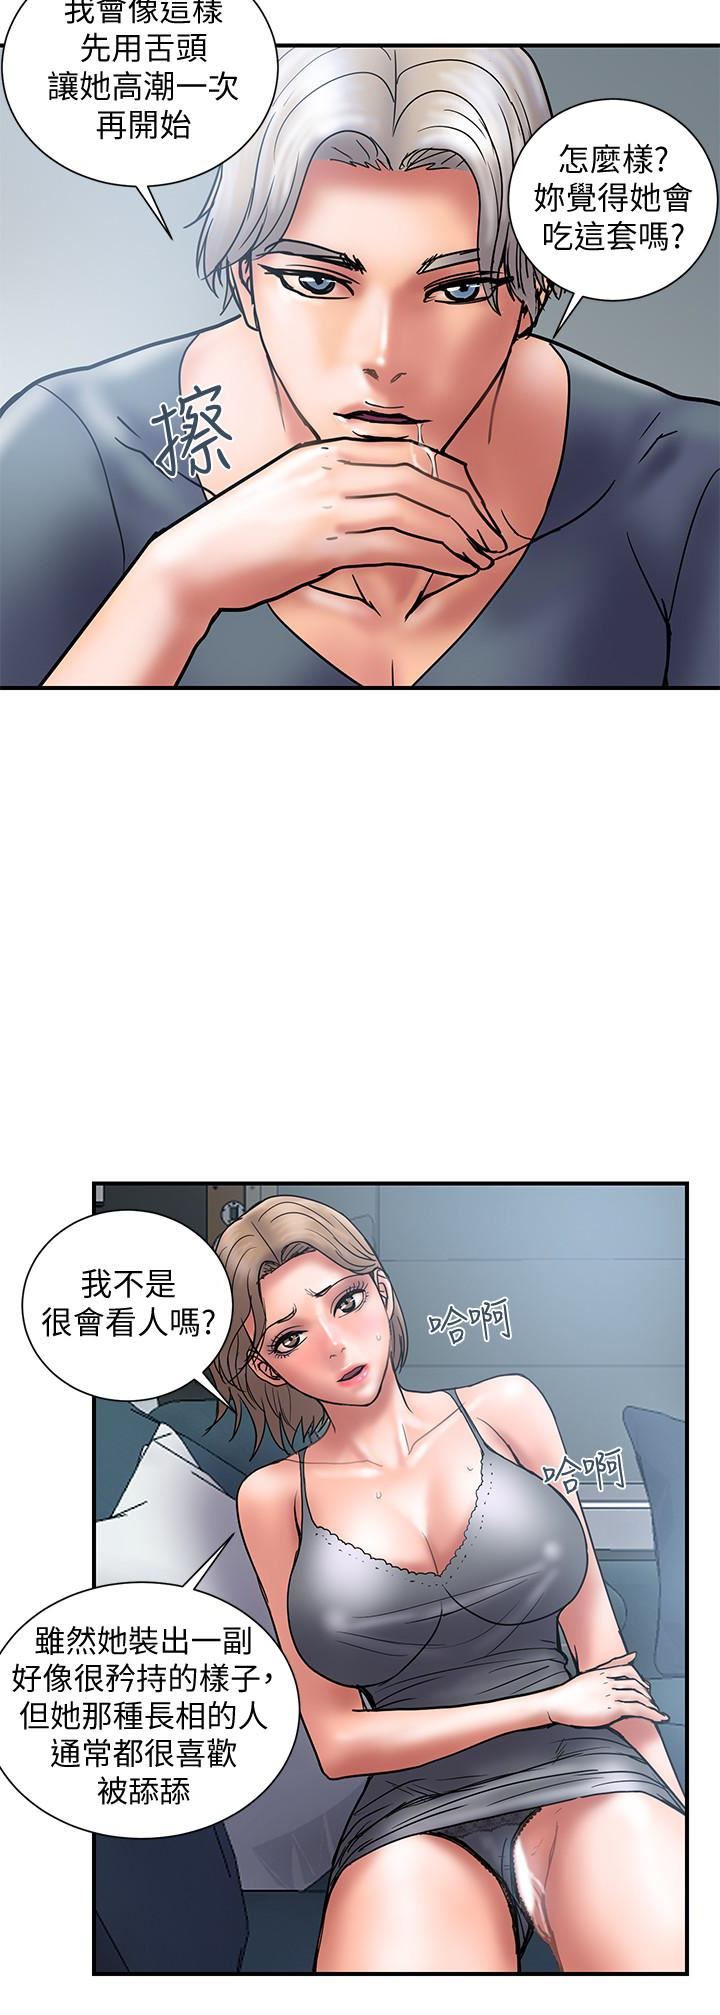 我會像這樣
先用舌頭
讓她高潮一次
再開始
怎麼樣?
妳覺得她會
吃這套嗎?
擦
我不是
很會看人嗎?
哈啊
哈啊
雖然她裝出一副
好像很矜持的樣子,
但她那種長相的人
通常都很喜歡
被舔舔